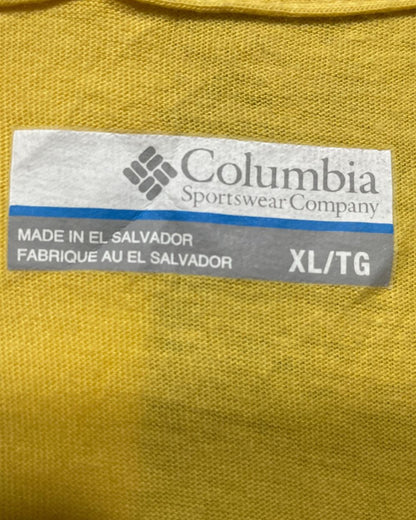 Columbia
Sportswear Company
MADE IN EL SALVADOR
FABRIQUE AU EL SALVADOR
XL/TG